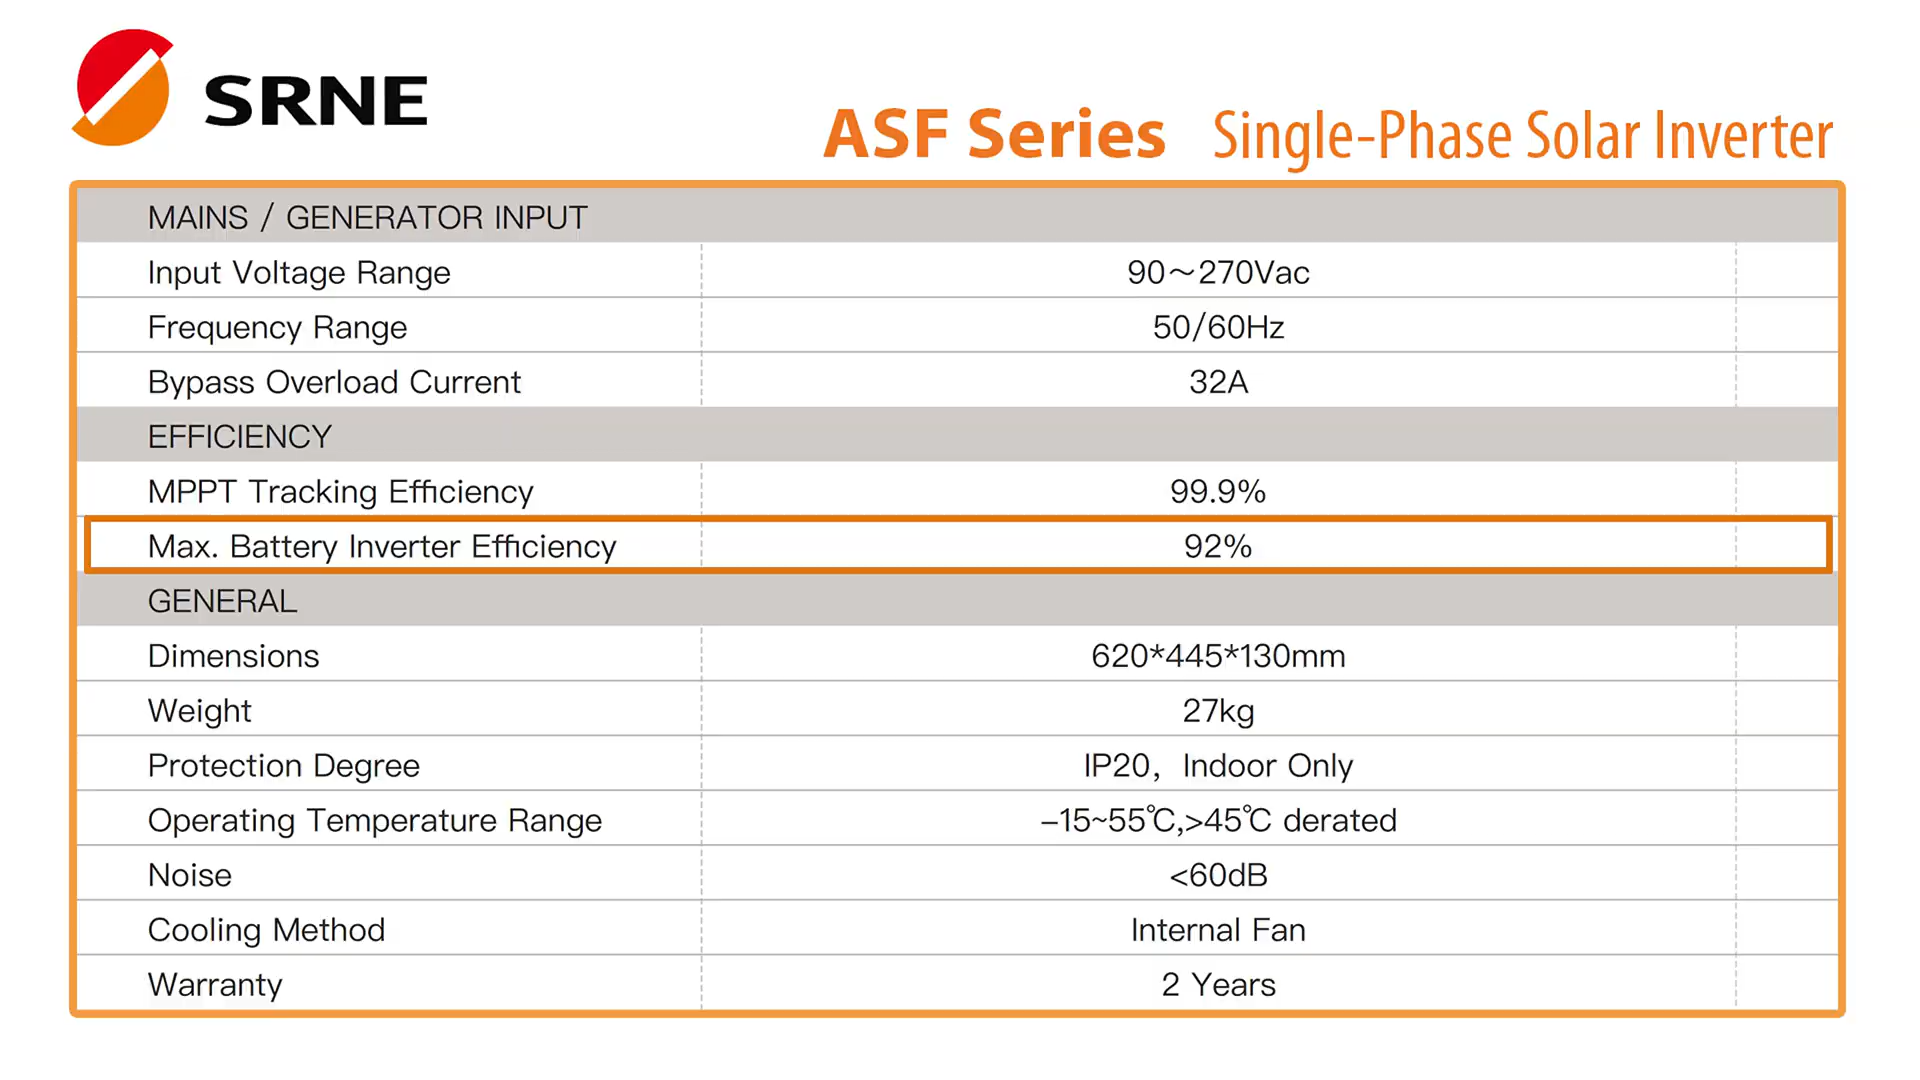 SRNE
ASF Series Single-Phase Solar Inverter
MAINS / GENERATOR INPUT
Input Voltage Range 90～270Vac
Frequency Range 50/60Hz
Bypass Overload Current 32A
EFFICIENCY
MPPT Tracking Efficiency 99.9%
Max. Battery Inverter Efficiency 92%
GENERAL
Dimensions 620*445*130mm
Weight 27kg
Protection Degree IP20，Indoor Only
Operating Temperature Range –15~55℃,>45℃ derated
Noise <60dB
Cooling Method Internal Fan
Warranty 2 Years